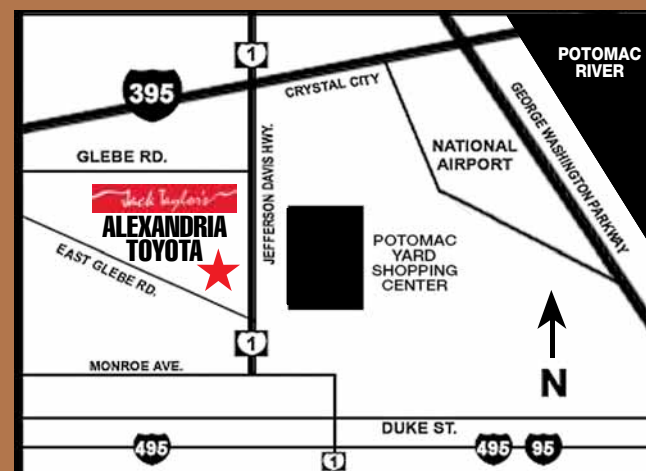 1
POTOMAC
RIVER
395
CRYSTAL CITY
GEORGE WASHINGTON PARKWAY
JEFFERSON DAVIS HWY.
GLEBE RD.
NATIONAL
AIRPORT
Jack Taylor's
ALEXANDRIA
TOYOTA
EAST GLEBE RD.
POTOMAC
YARD
SHOPPING
CENTER
1
MONROE AVE.
N
DUKE ST.
495
1
495
95